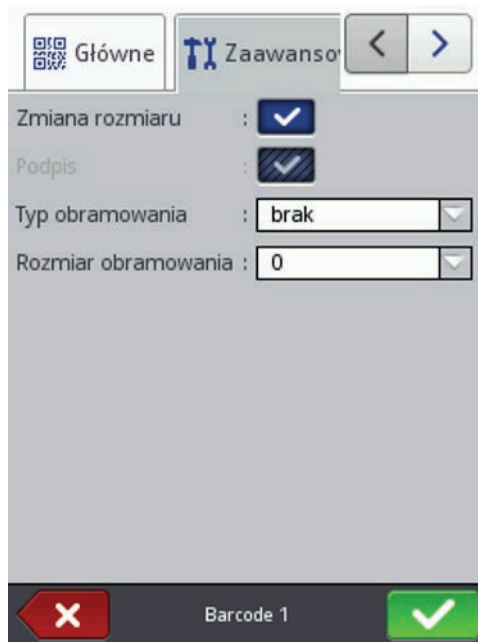 Główne Zaawanso
Zmiana rozmiaru :
Podpis :
Typ obramowania : brak
Rozmiar obramowania : 0
Barcode 1